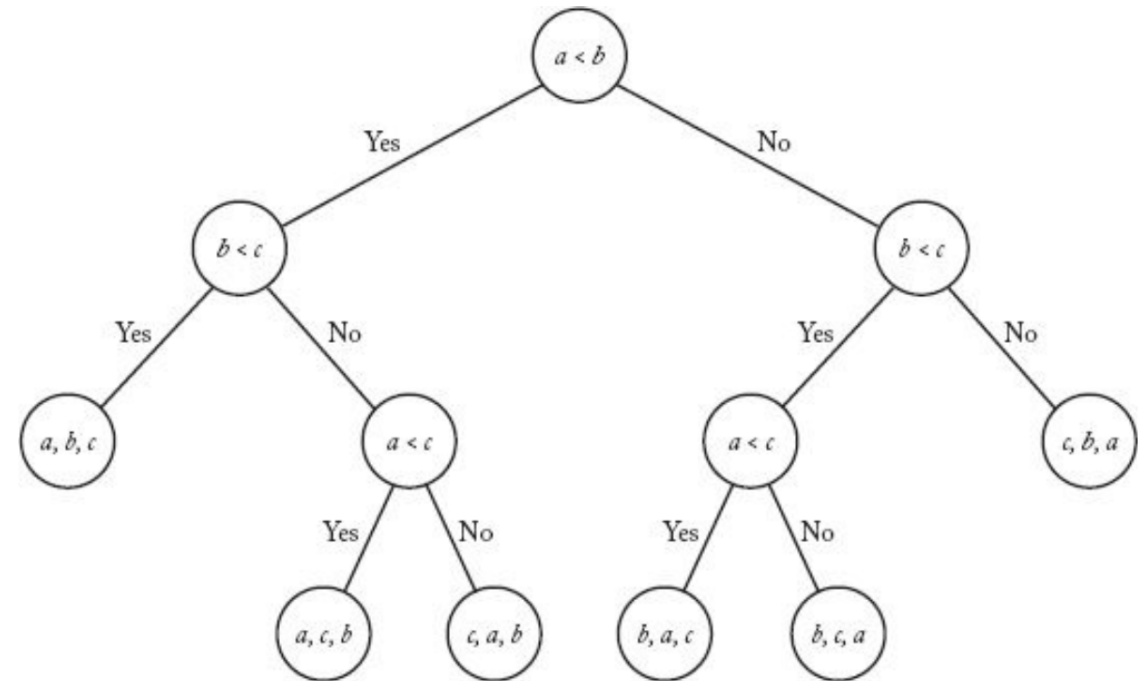 a < b
Yes
No
b < c
b < c
Yes
No
Yes
No
a, b, c
a < c
a < c
c, b, a
Yes
No
Yes
No
a, c, b
c, a, b
b, a, c
b, c, a